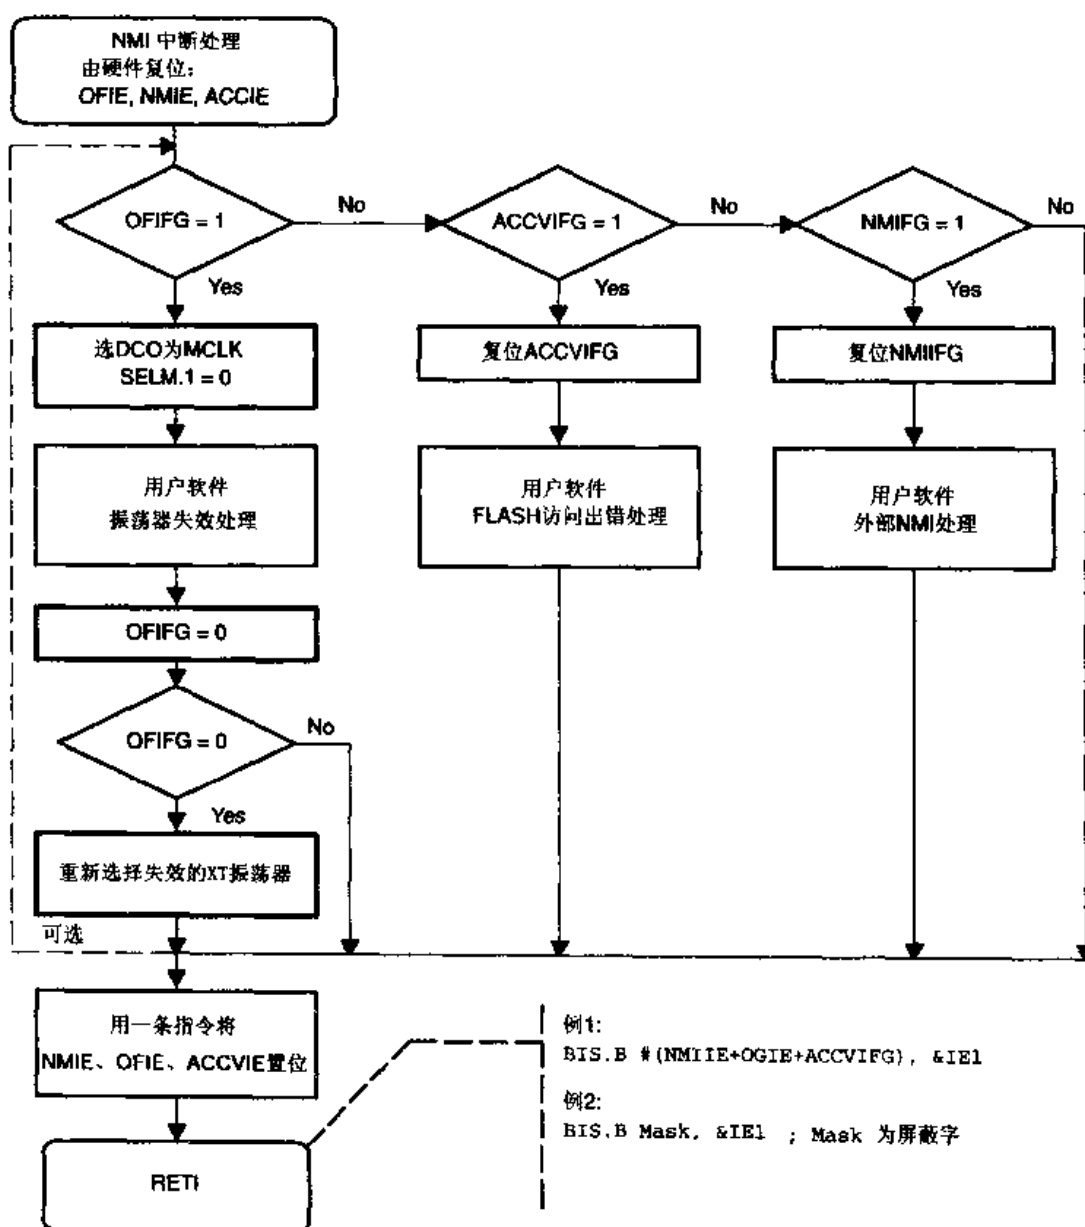 NMI 中断处理
由硬件复位:
OFIE, NMIE, ACCIE
OFIFG = 1
No
ACCVIFG = 1
No
NMIFG = 1
No
Yes
Yes
Yes
选DCO为MCLK
SELM.1 = 0
复位ACCVIFG
复位NMIIFG
用户软件
振荡器失效处理
用户软件
FLASH访问出错处理
用户软件
外部NMI处理
OFIFG = 0
OFIFG = 0
No
Yes
重新选择失效的XT振荡器
可选
用一条指令将
NMIE、OFIE、ACCVIE置位
RETI
例1:
BIS.B #(NMIIE+OGIE+ACCVIFG), &IE1
例2:
BIS.B Mask, &IE1 ; Mask 为屏蔽字